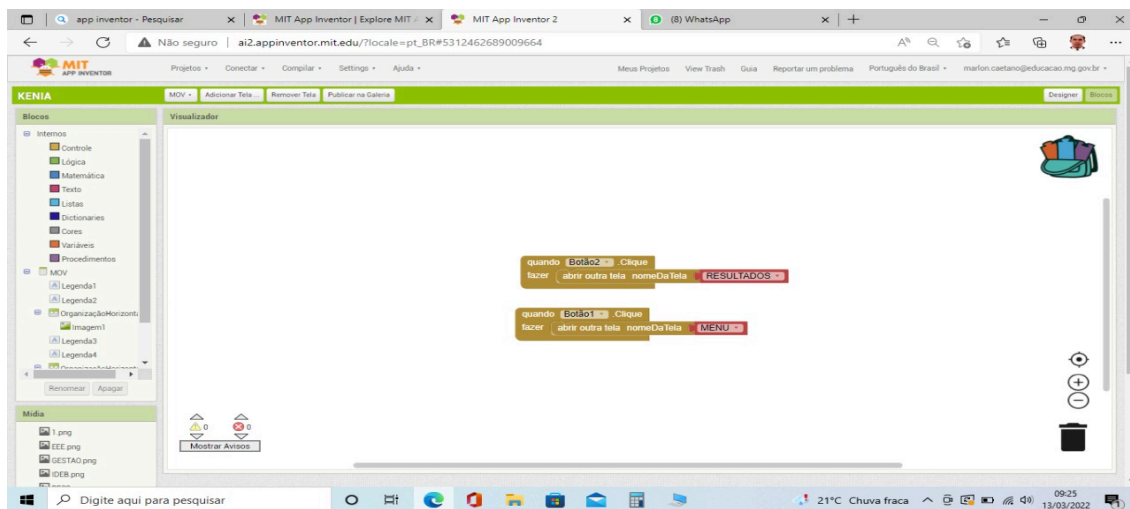 app inventor - Pesquisar
MIT App Inventor | Explore MIT A
MIT App Inventor 2
(8) WhatsApp
Não seguro
ai2.appinventor.mit.edu/?locale=pt_BR#5312462689009664
MIT
APP INVENTOR
Projetos
Conectar
Compilar
Settings
Ajuda
Meus Projetos
View Trash
Guia
Reportar um problema
Português do Brasil
marlon.caetano@educacao.mg.gov.br
KENIA
MOV
Adicionar Tela ...
Remover Tela
Publicar na Galeria
Designer
Blocos
Blocos
Visualizador
Internos
Controle
Lógica
Matemática
Texto
Listas
Dictionaries
Cores
Variáveis
Procedimentos
MOV
Legenda1
Legenda2
OrganizaçãoHorizonta
Imagem1
Legenda3
Legenda4
Renomear
Apagar
quando Botão2 .Clique
fazer abrir outra tela nomeDaTela RESULTADOS
quando Botão1 .Clique
fazer abrir outra tela nomeDaTela MENU
0
0
Mostrar Avisos
Mídia
1.png
EEE.png
GESTAO.png
IDEB.png
Digite aqui para pesquisar
21°C Chuva fraca
09:25
13/03/2022